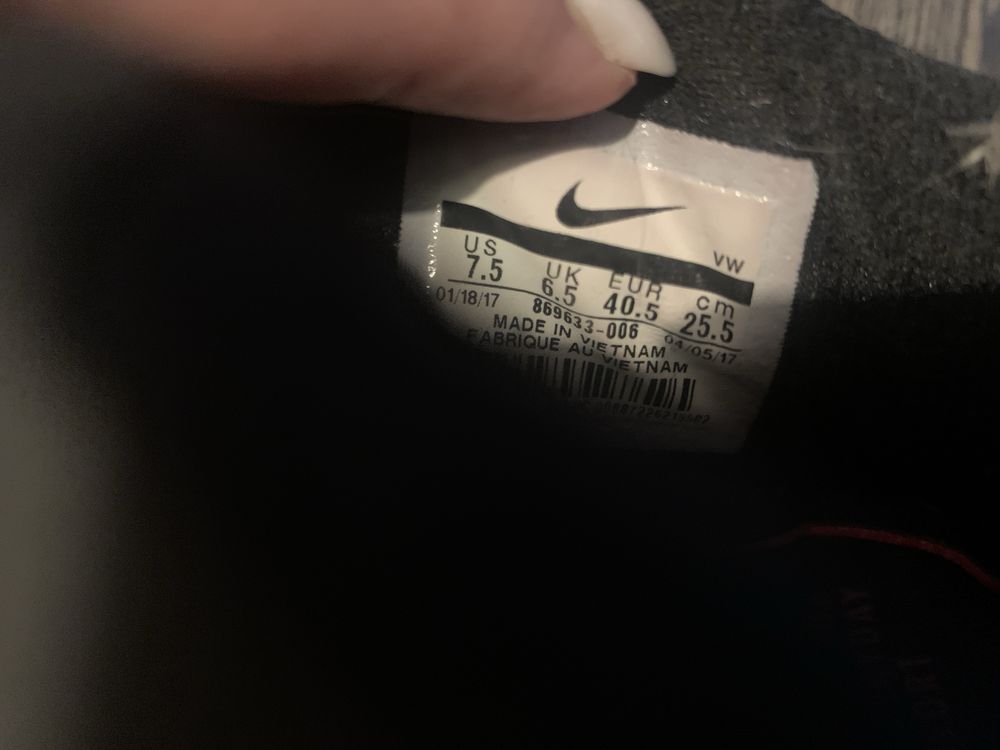 VW
US UK EUR cm
7.5 6.5 40.5 25.5
01/18/17 869633-006 04/05/17
MADE IN VIETNAM
FABRIQUE AU VIETNAM